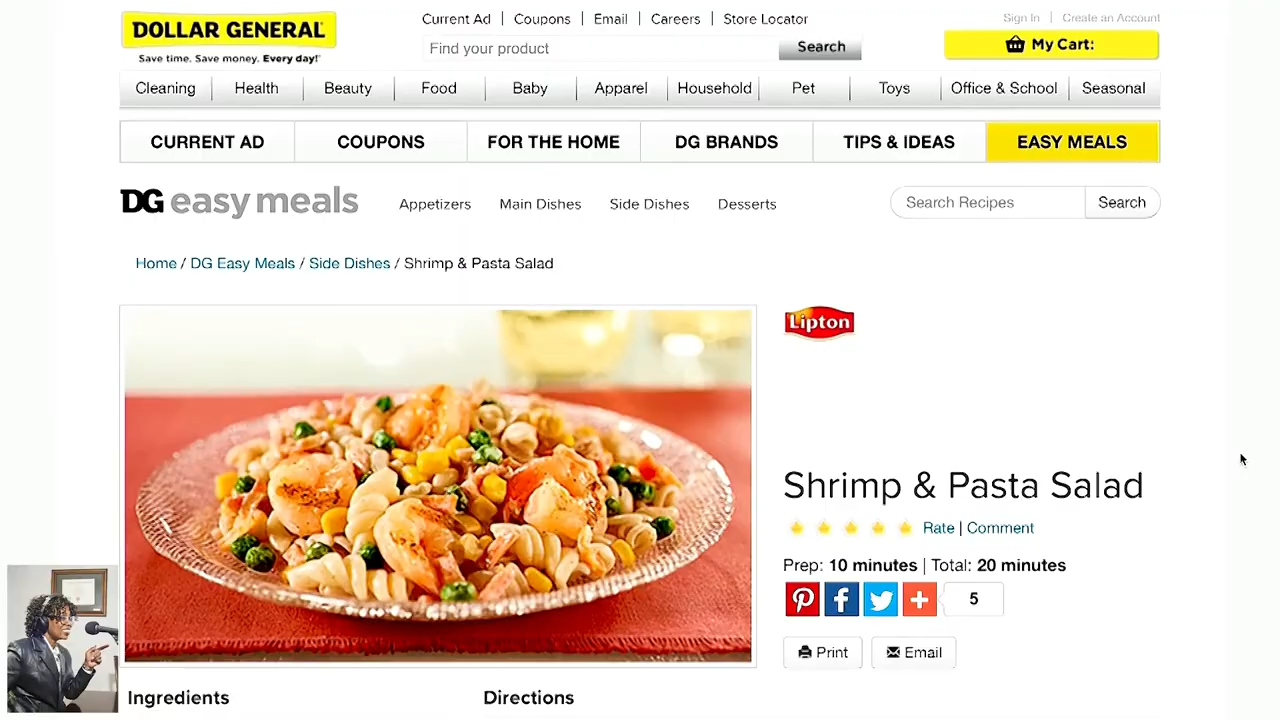 DOLLAR GENERAL
Save time. Save money. Every day!
Current Ad | Coupons | Email | Careers | Store Locator
Sign In | Create an Account
Find your product
Search
My Cart:
Cleaning Health Beauty Food Baby Apparel Household Pet Toys Office & School Seasonal
CURRENT AD COUPONS FOR THE HOME DG BRANDS TIPS & IDEAS EASY MEALS
DG easy meals
Appetizers Main Dishes Side Dishes Desserts
Search Recipes
Search
Home / DG Easy Meals / Side Dishes / Shrimp & Pasta Salad
Lipton
Shrimp & Pasta Salad
Rate | Comment
Prep: 10 minutes | Total: 20 minutes
5
Print
Email
Ingredients
Directions